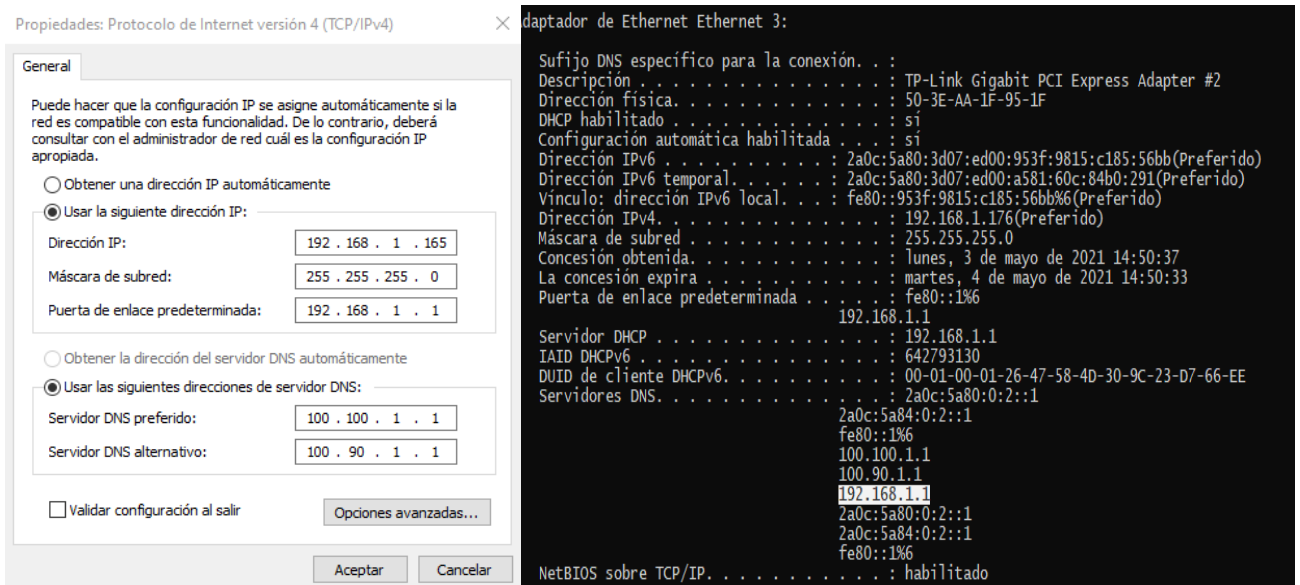 Propiedades: Protocolo de Internet versión 4 (TCP/IPv4)
General
Puede hacer que la configuración IP se asigne automáticamente si la
red es compatible con esta funcionalidad. De lo contrario, deberá
consultar con el administrador de red cuál es la configuración IP
apropiada.
Obtener una dirección IP automáticamente
Usar la siguiente dirección IP:
Dirección IP: 192 . 168 . 1 . 165
Máscara de subred: 255 . 255 . 255 . 0
Puerta de enlace predeterminada: 192 . 168 . 1 . 1
Obtener la dirección del servidor DNS automáticamente
Usar las siguientes direcciones de servidor DNS:
Servidor DNS preferido: 100 . 100 . 1 . 1
Servidor DNS alternativo: 100 . 90 . 1 . 1
Validar configuración al salir
Opciones avanzadas...
Aceptar Cancelar
daptador de Ethernet Ethernet 3:
Sufijo DNS específico para la conexión. . :
Descripción . . . . . . . . . . . . . . . : TP-Link Gigabit PCI Express Adapter #2
Dirección física. . . . . . . . . . . . . : 50-3E-AA-1F-95-1F
DHCP habilitado . . . . . . . . . . . . . : sí
Configuración automática habilitada . . . : sí
Dirección IPv6 . . . . . . . . . . : 2a0c:5a80:3d07:ed00:953f:9815:c185:56bb(Preferido)
Dirección IPv6 temporal. . . . . . : 2a0c:5a80:3d07:ed00:a581:60c:84b0:291(Preferido)
Vínculo: dirección IPv6 local. . . : fe80::953f:9815:c185:56bb%6(Preferido)
Dirección IPv4. . . . . . . . . . . . . . : 192.168.1.176(Preferido)
Máscara de subred . . . . . . . . . . . . : 255.255.255.0
Concesión obtenida. . . . . . . . . . . . : lunes, 3 de mayo de 2021 14:50:37
La concesión expira . . . . . . . . . . . : martes, 4 de mayo de 2021 14:50:33
Puerta de enlace predeterminada . . . . . : fe80::1%6
192.168.1.1
Servidor DHCP . . . . . . . . . . . . . . : 192.168.1.1
IAID DHCPv6 . . . . . . . . . . . . . . . : 642793130
DUID de cliente DHCPv6. . . . . . . . . . : 00-01-00-01-26-47-58-4D-30-9C-23-D7-66-EE
Servidores DNS. . . . . . . . . . . . . . : 2a0c:5a80:0:2::1
2a0c:5a84:0:2::1
fe80::1%6
100.100.1.1
100.90.1.1
192.168.1.1
2a0c:5a80:0:2::1
2a0c:5a84:0:2::1
fe80::1%6
NetBIOS sobre TCP/IP. . . . . . . . . . . : habilitado